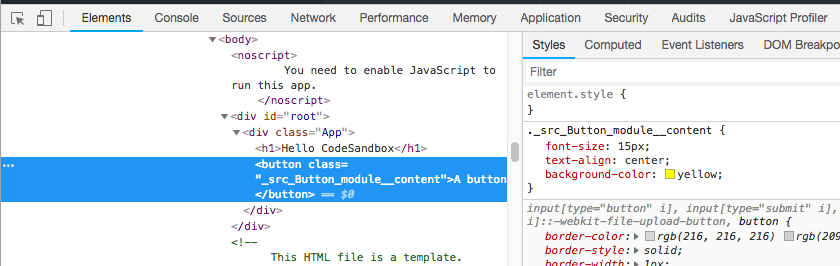 Elements Console Sources Network Performance Memory Application Security Audits JavaScript Profiler
<body>
<noscript>
You need to enable JavaScript to
run this app.
</noscript>
<div id="root">
<div class="App">
<h1>Hello CodeSandbox</h1>
… <button class=
"_src_Button_module__content">A button
</button> == $0
</div>
</div>
<!--
This HTML file is a template.
Styles Computed Event Listeners DOM Breakpo
Filter
element.style {
}
._src_Button_module__content {
font-size: 15px;
text-align: center;
background-color: yellow;
}
input[type="button" i], input[type="submit" i],
i]::-webkit-file-upload-button, button {
border-color: rgb(216, 216, 216) rgb(209
border-style: solid;
border-width: 1px;